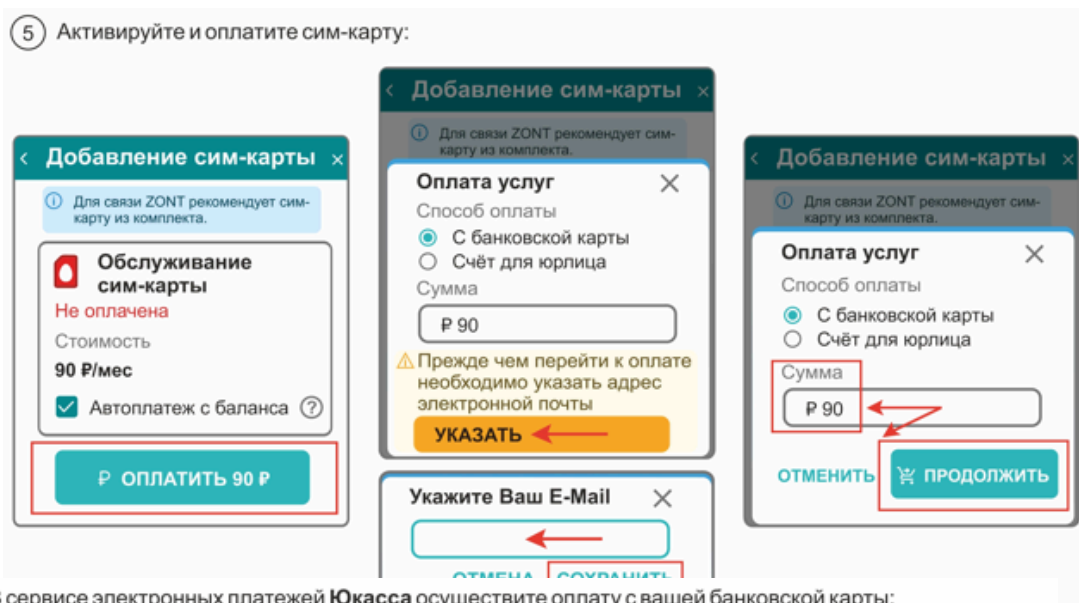 5 Активируйте и оплатите сим-карту:
< Добавление сим-карты ×
Для связи ZONT рекомендует сим-
карту из комплекта.
Обслуживание
сим-карты
Не оплачена
Стоимость
90 ₽/мес
Автоплатеж с баланса ?
₽ ОПЛАТИТЬ 90 ₽
< Добавление сим-карты ×
Для связи ZONT рекомендует сим-
карту из комплекта.
Оплата услуг
Способ оплаты
С банковской карты
Счёт для юрлица
Сумма
₽ 90
Прежде чем перейти к оплате
необходимо указать адрес
электронной почты
УКАЗАТЬ
Укажите Ваш E-Mail
ОТМЕНА СОХРАНИТЬ
< Добавление сим-карты ×
Для связи ZONT рекомендует сим-
карту из комплекта.
Оплата услуг
Способ оплаты
С банковской карты
Счёт для юрлица
Сумма
₽ 90
ОТМЕНИТЬ ПРОДОЛЖИТЬ
сервисе электронных платежей Юкасса осуществите оплату с вашей банковской карты: